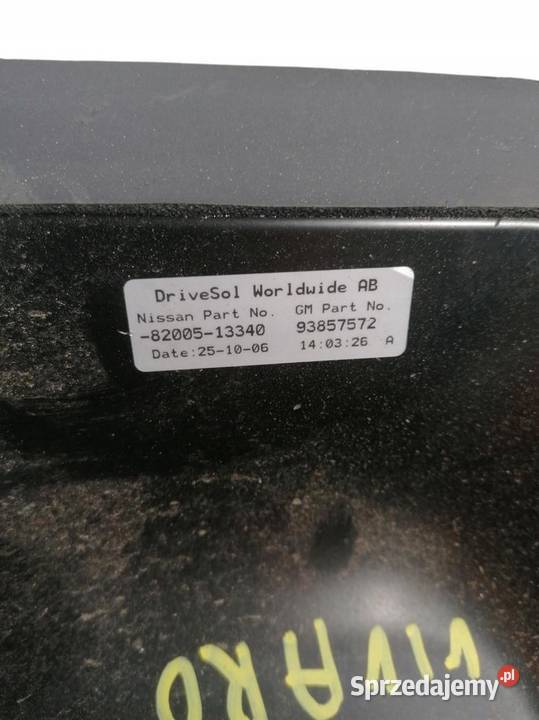 DriveSol Worldwide AB
Nissan Part No. GM Part No.
-82005-13340 93857572
Date:25-10-06 14:03:26 A
VIVARO
Sprzedajemy.pl